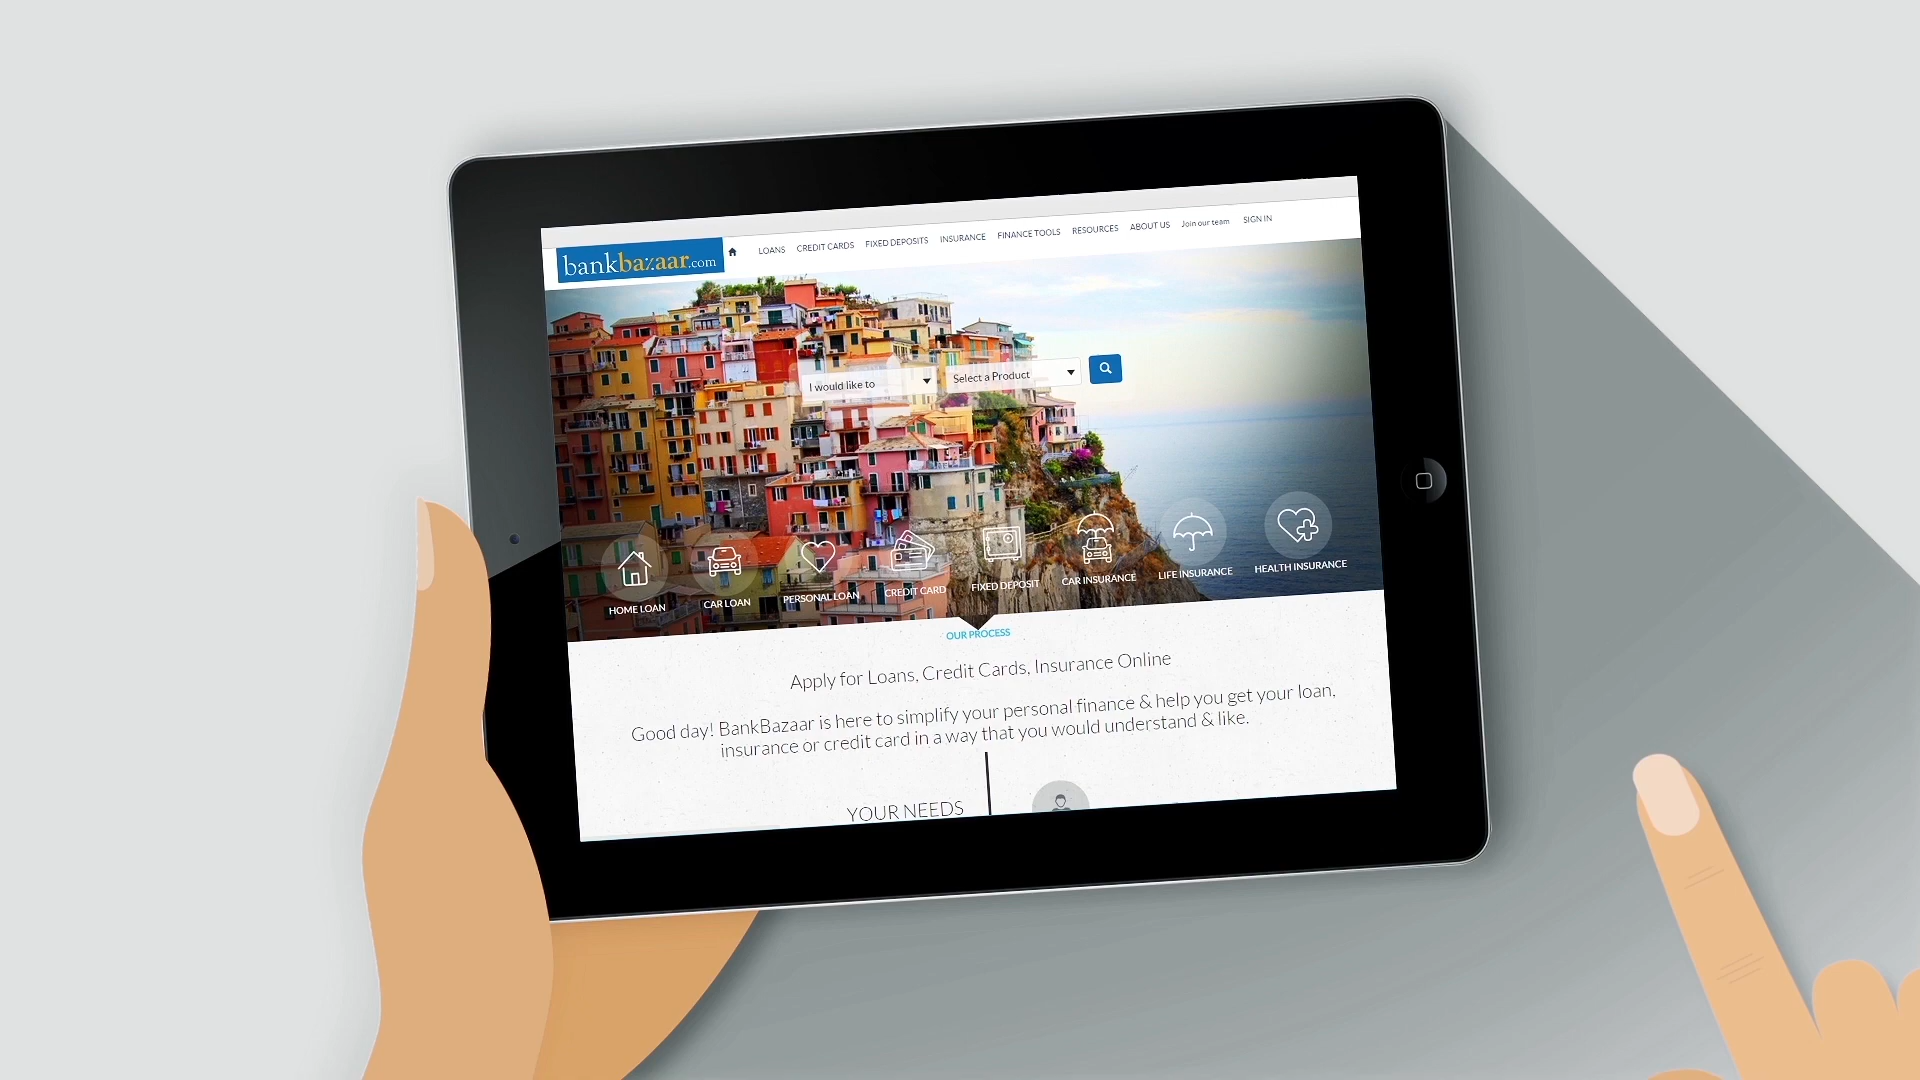 bankbazaar.com
LOANS CREDIT CARDS FIXED DEPOSITS INSURANCE FINANCE TOOLS RESOURCES ABOUT US Join our team SIGN IN
I would like to Select a Product
HOME LOAN CAR LOAN PERSONAL LOAN CREDIT CARD FIXED DEPOSIT CAR INSURANCE LIFE INSURANCE HEALTH INSURANCE
OUR PROCESS
Apply for Loans, Credit Cards, Insurance Online
Good day! BankBazaar is here to simplify your personal finance & help you get your loan,
insurance or credit card in a way that you would understand & like.
YOUR NEEDS